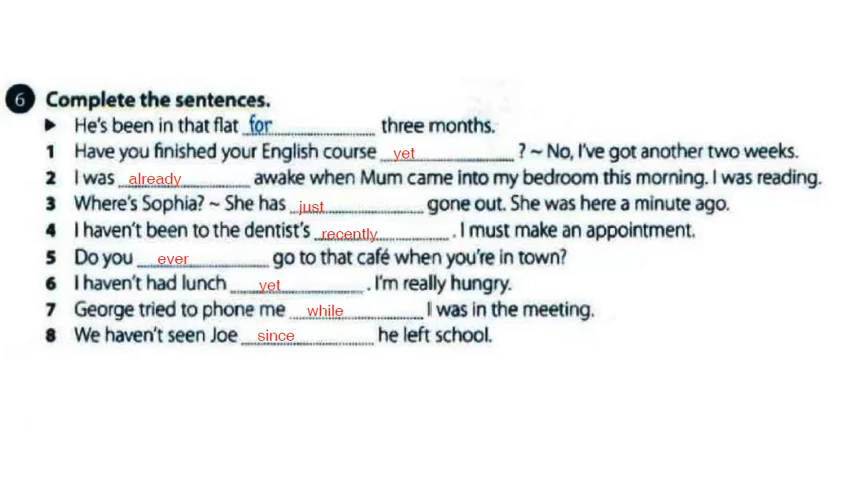 6 Complete the sentences.
► He's been in that flat for three months.
1 Have you finished your English course yet ? ~ No, I've got another two weeks.
2 I was already awake when Mum came into my bedroom this morning. I was reading.
3 Where's Sophia? ~ She has just gone out. She was here a minute ago.
4 I haven't been to the dentist's recently . I must make an appointment.
5 Do you ever go to that café when you're in town?
6 I haven't had lunch yet . I'm really hungry.
7 George tried to phone me while I was in the meeting.
8 We haven't seen Joe since he left school.